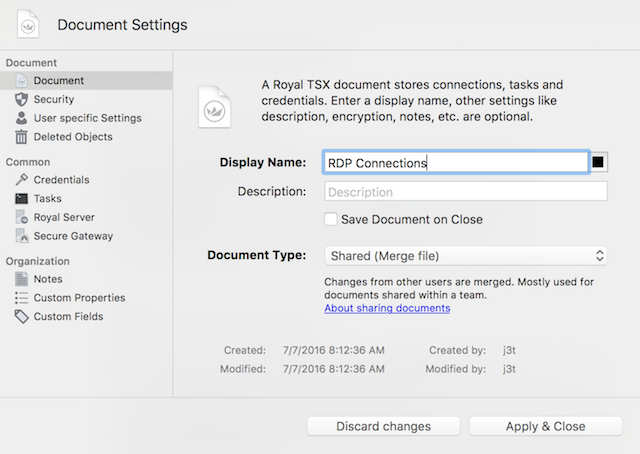 Document Settings
Document
Document
Security
User specific Settings
Deleted Objects
Common
Credentials
Tasks
Royal Server
Secure Gateway
Organization
Notes
Custom Properties
Custom Fields
A Royal TSX document stores connections, tasks and
credentials. Enter a display name, other settings like
description, encryption, notes, etc. are optional.
Display Name: RDP Connections
Description: Description
Save Document on Close
Document Type: Shared (Merge file)
Changes from other users are merged. Mostly used for
documents shared within a team.
About sharing documents
Created: 7/7/2016 8:12:36 AM Created by: j3t
Modified: 7/7/2016 8:12:36 AM Modified by: j3t
Discard changes Apply & Close